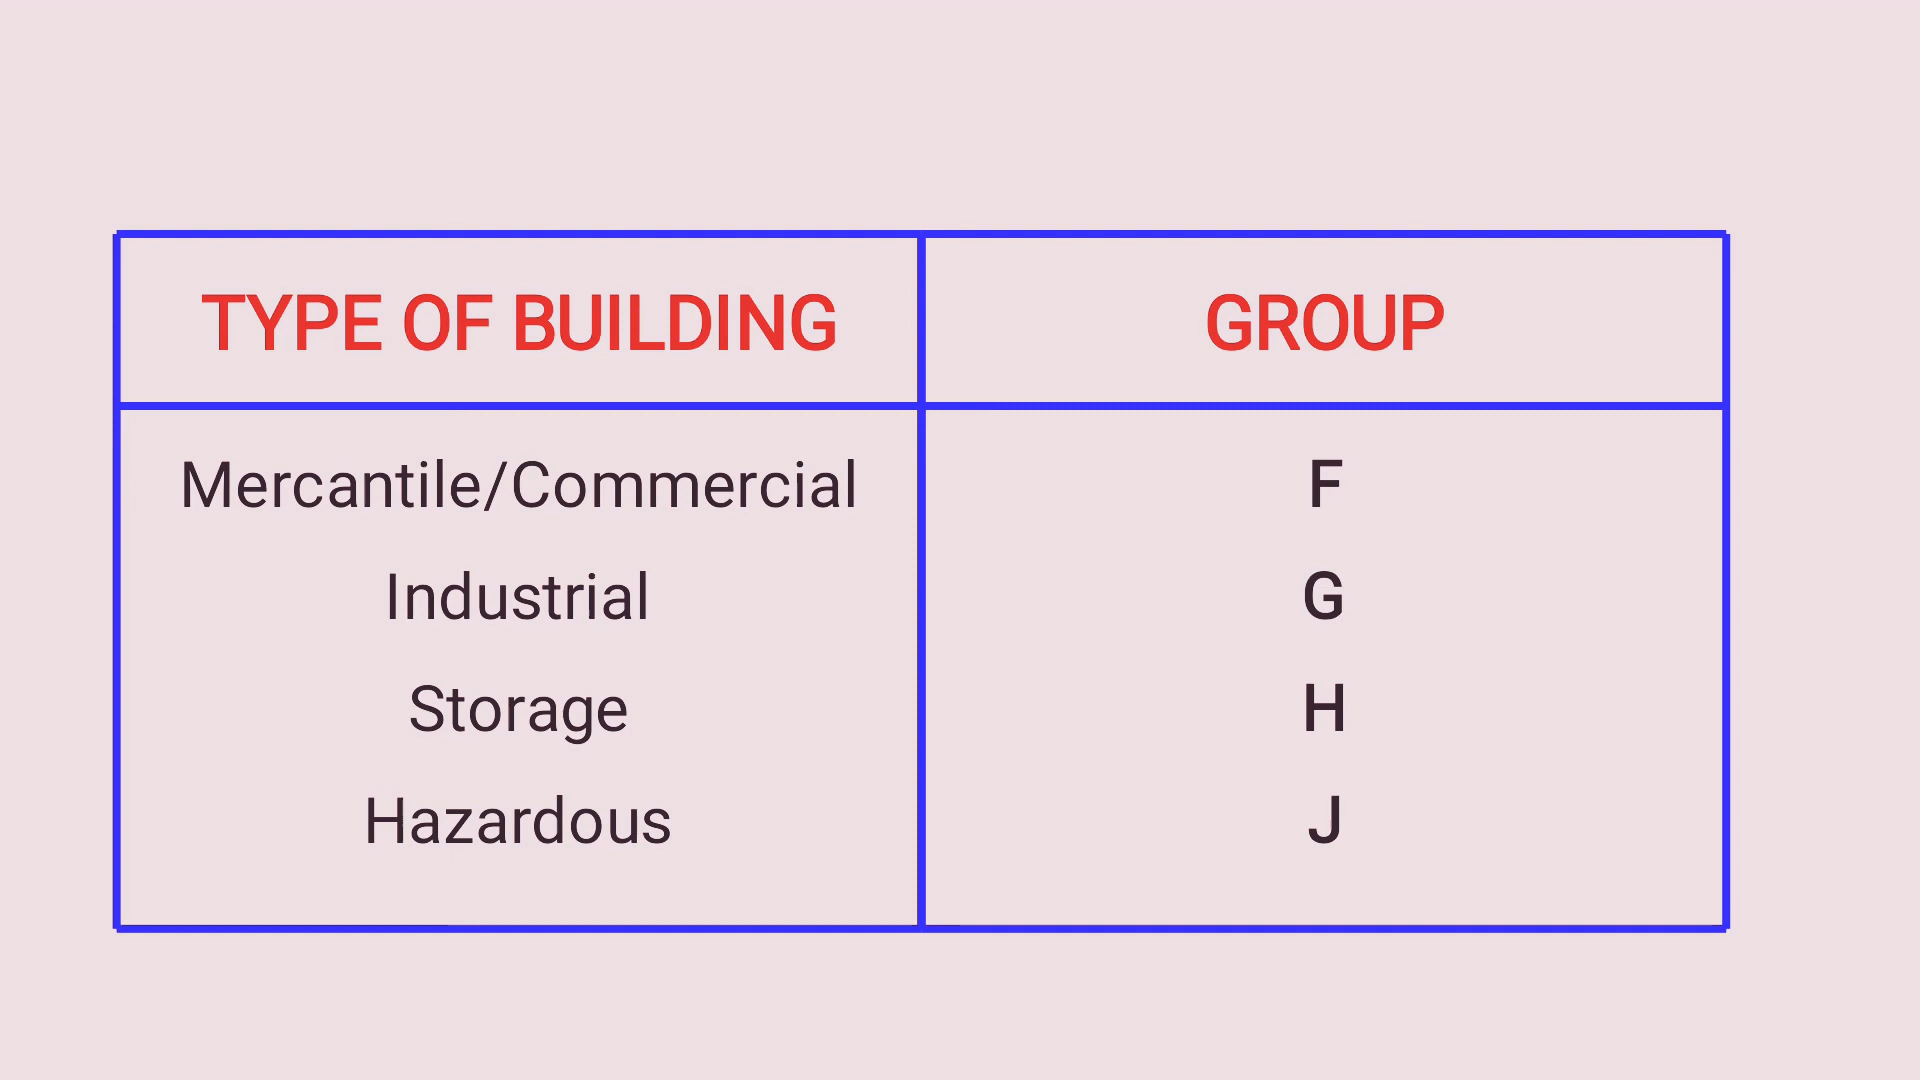 TYPE OF BUILDING GROUP
Mercantile/Commercial F
Industrial G
Storage H
Hazardous J